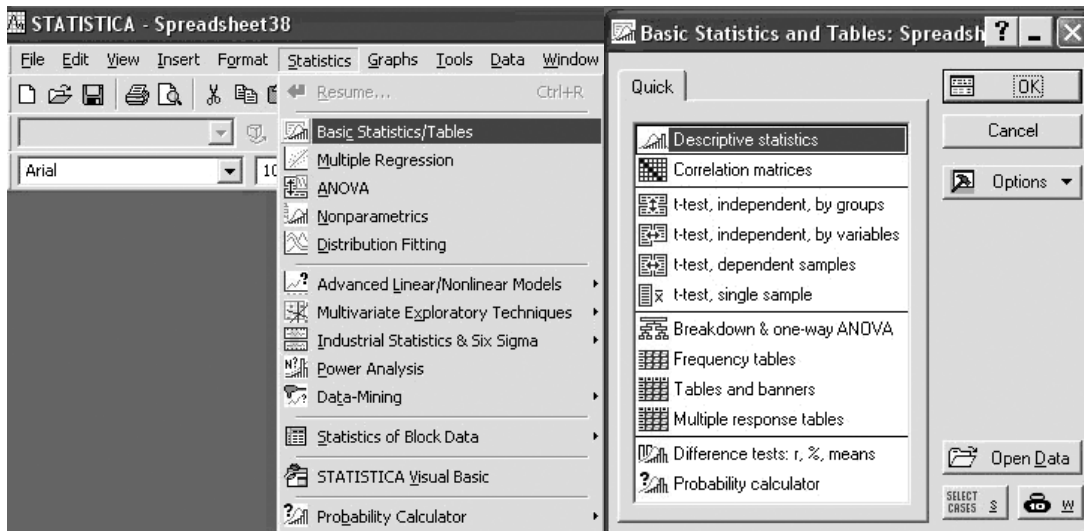 STATISTICA - Spreadsheet38
File Edit View Insert Format Statistics Graphs Tools Data Window
Resume... Ctrl+R
Basic Statistics/Tables
Multiple Regression
Arial 10
ANOVA
Nonparametrics
Distribution Fitting
Advanced Linear/Nonlinear Models
Multivariate Exploratory Techniques
Industrial Statistics & Six Sigma
Power Analysis
Data-Mining
Statistics of Block Data
STATISTICA Visual Basic
Probability Calculator
Basic Statistics and Tables: Spreadsh
Quick
Descriptive statistics
Correlation matrices
t-test, independent, by groups
t-test, independent, by variables
t-test, dependent samples
t-test, single sample
Breakdown & one-way ANOVA
Frequency tables
Tables and banners
Multiple response tables
Difference tests: r, %, means
Probability calculator
OK
Cancel
Options
Open Data
SELECT
CASES S
W